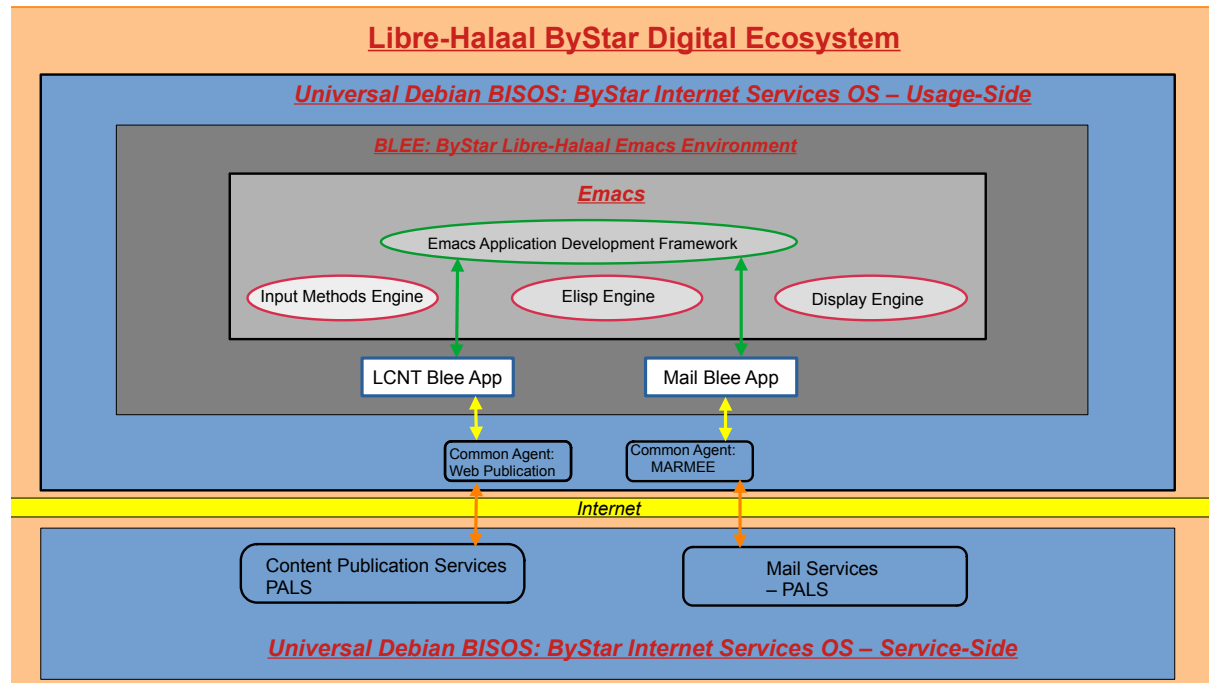 Libre-Halaal ByStar Digital Ecosystem
Universal Debian BISOS: ByStar Internet Services OS – Usage-Side
BLEE: ByStar Libre-Halaal Emacs Environment
Emacs
Emacs Application Development Framework
Input Methods Engine
Elisp Engine
Display Engine
LCNT Blee App
Mail Blee App
Common Agent:
Web Publication
Common Agent:
MARMEE
Internet
Content Publication Services
PALS
Mail Services
– PALS
Universal Debian BISOS: ByStar Internet Services OS – Service-Side